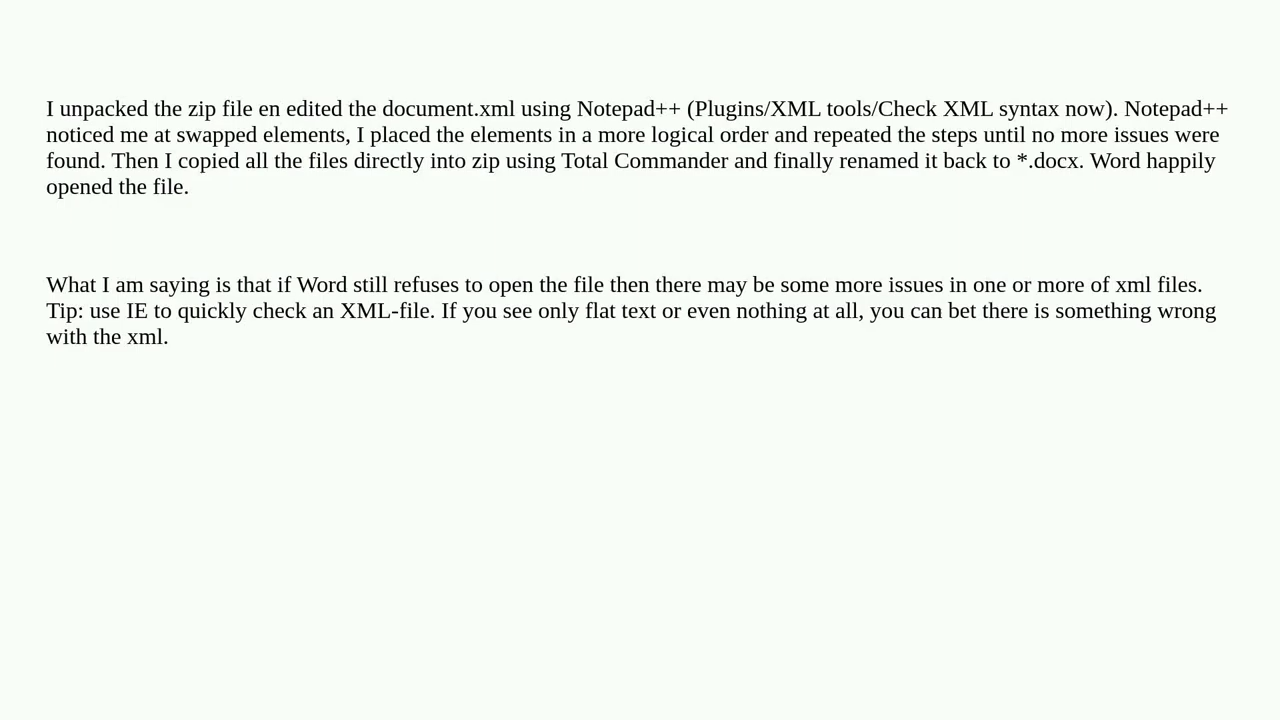 I unpacked the zip file en edited the document.xml using Notepad++ (Plugins/XML tools/Check XML syntax now). Notepad++
noticed me at swapped elements, I placed the elements in a more logical order and repeated the steps until no more issues were
found. Then I copied all the files directly into zip using Total Commander and finally renamed it back to *.docx. Word happily
opened the file.
What I am saying is that if Word still refuses to open the file then there may be some more issues in one or more of xml files.
Tip: use IE to quickly check an XML-file. If you see only flat text or even nothing at all, you can bet there is something wrong
with the xml.